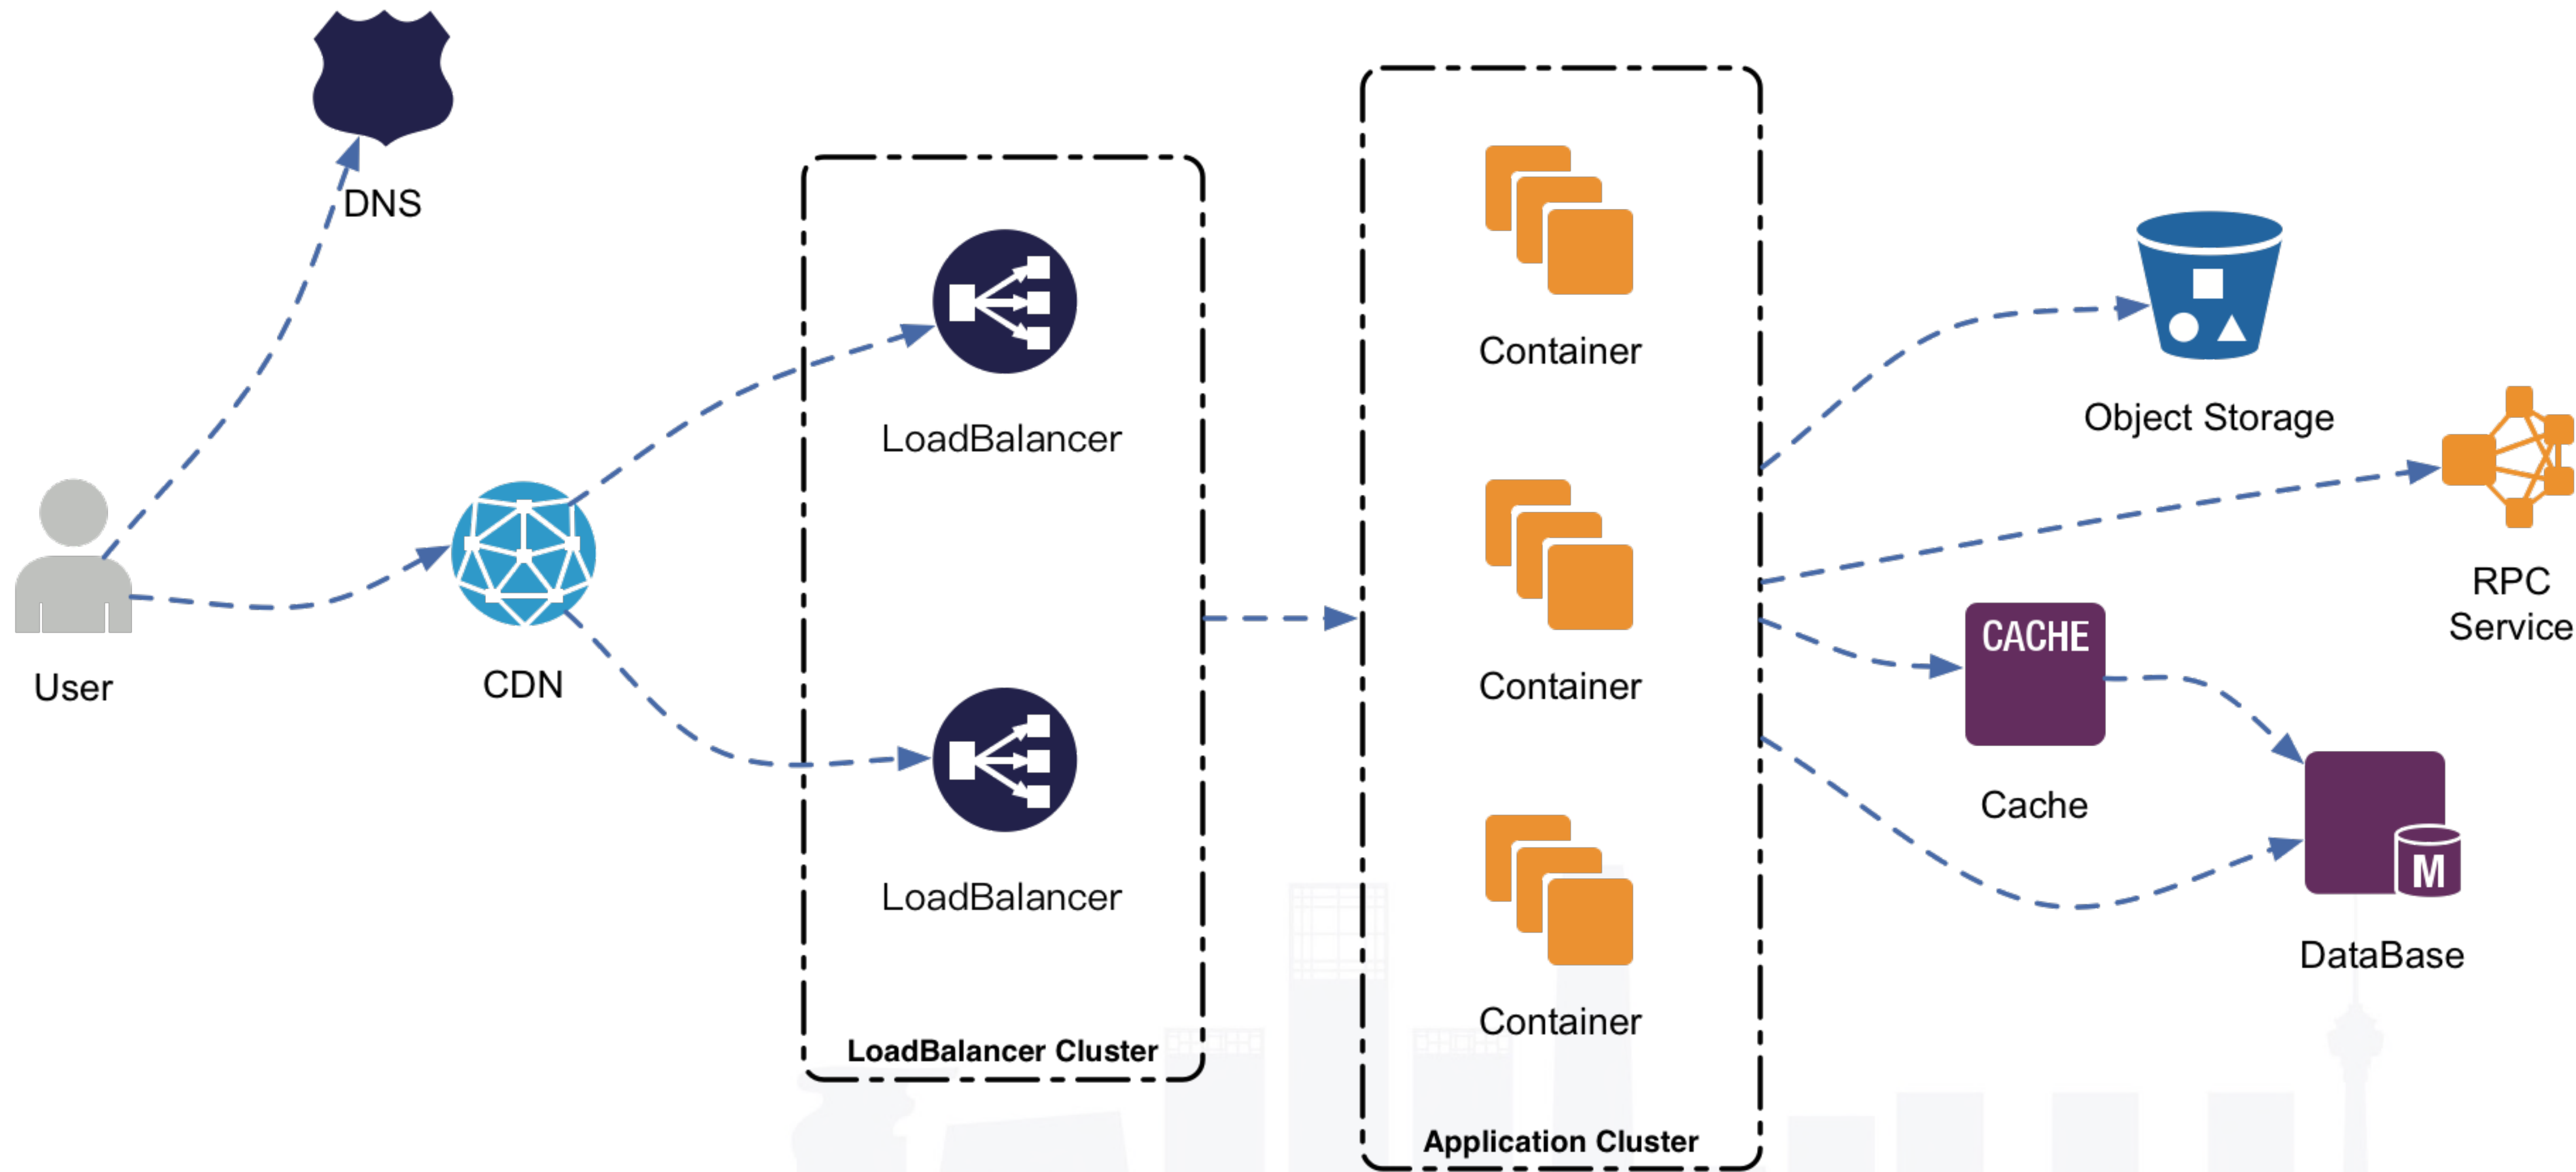 DNS
User
CDN
LoadBalancer
LoadBalancer
LoadBalancer Cluster
Container
Container
Container
Application Cluster
Object Storage
RPC
Service
CACHE
Cache
M
DataBase